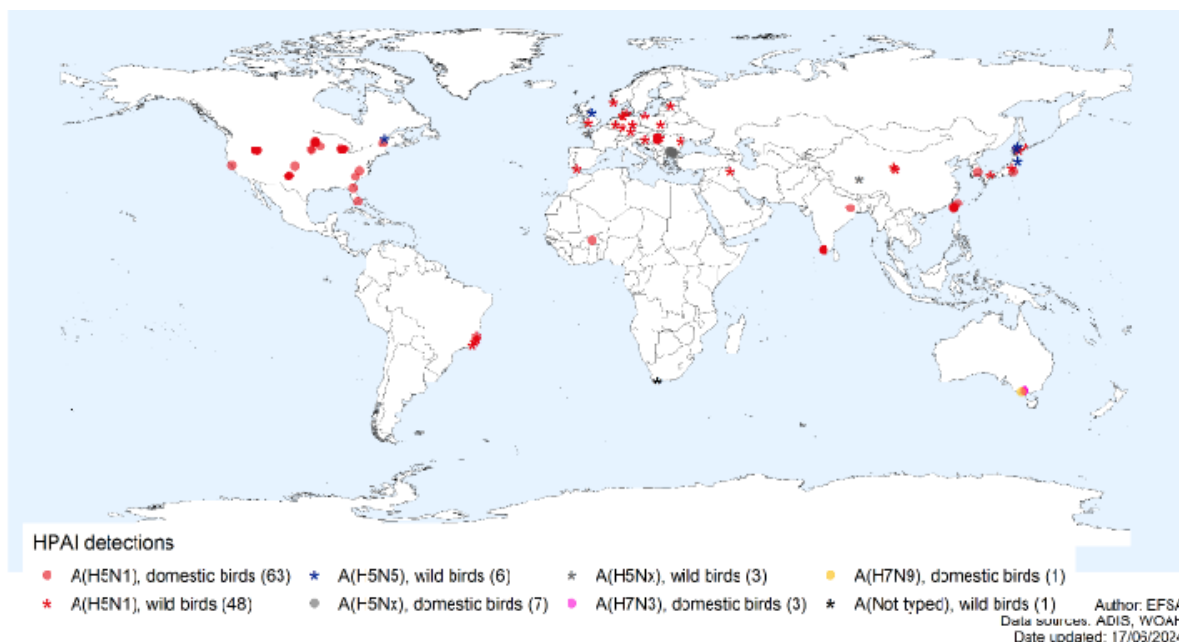 HPAI detections
A(H5N1), domestic birds (63)
A(H5N5), wild birds (6)
A(H5Nx), wild birds (3)
A(H7N9), domestic birds (1)
* A(H5N1), wild birds (48)
A(H5Nx), domestic birds (7)
A(H7N3), domestic birds (3)
* A(Not typed), wild birds (1)
Author: EFSA
Data sources: ADIS, WOAH
Date updated: 17/06/2024